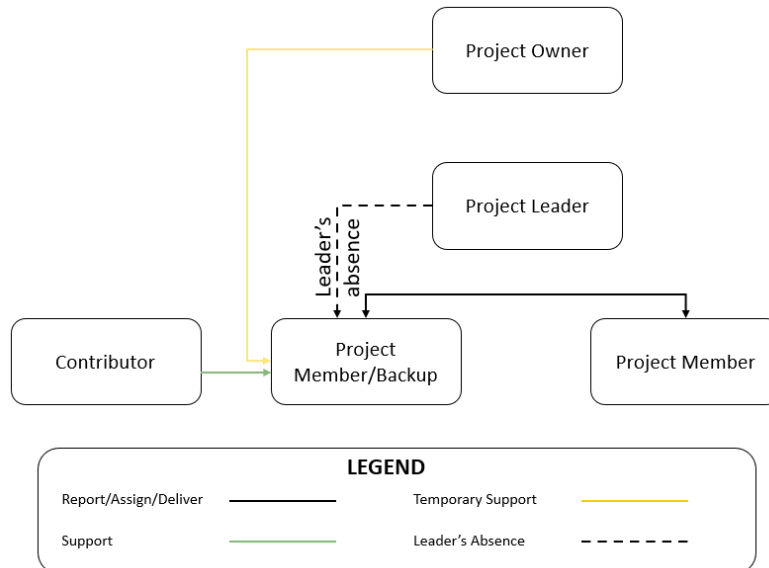 Project Owner
Project Leader
Leader's
absence
Contributor
Project
Member/Backup
Project Member
LEGEND
Report/Assign/Deliver
Temporary Support
Support
Leader's Absence